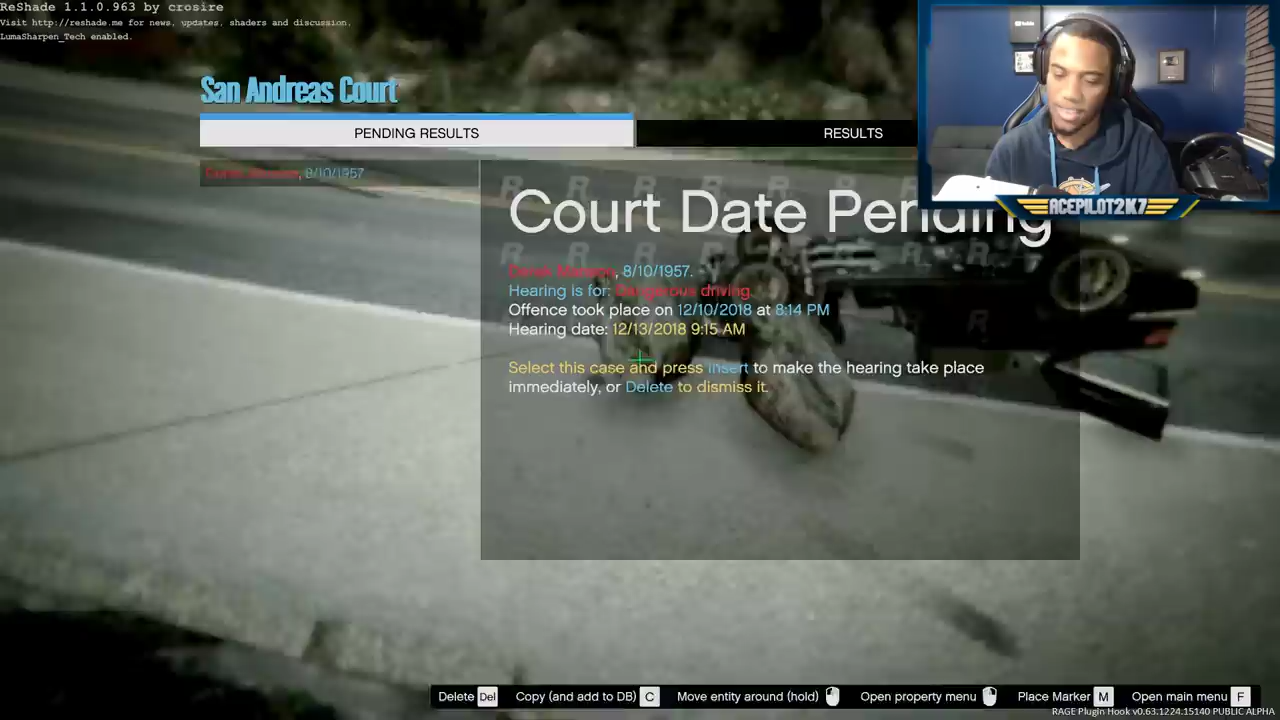 ReShade 1.1.0.963 by crosire
Visit http://reshade.me for news, updates, shaders and discussion.
LumaSharpen_Tech enabled.
San Andreas Court
PENDING RESULTS
RESULTS
8/10/1957
Court Date Pending
Derek, 8/10/1957.
Hearing is for: Dangerous driving.
Offence took place on 12/10/2018 at 8:14 PM
Hearing date: 12/13/2018 9:15 AM
Select this case and press Insert to make the hearing take place
immediately, or Delete to dismiss it.
ACEPILOT2K7
Delete Del
Copy (and add to DB) C
Move entity around (hold)
Open property menu
Place Marker M
Open main menu F
RAGE Plugin Hook v0.63.1224.15140 PUBLIC ALPHA